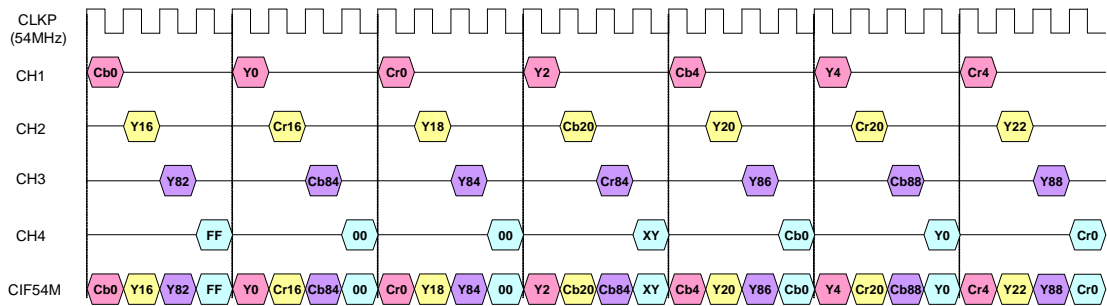 CLKP
(54MHz)
CH1 Cb0 Y0 Cr0 Y2 Cb4 Y4 Cr4
CH2 Y16 Cr16 Y18 Cb20 Y20 Cr20 Y22
CH3 Y82 Cb84 Y84 Cr84 Y86 Cb88 Y88
CH4 FF 00 00 XY Cb0 Y0 Cr0
CIF54M Cb0 Y16 Y82 FF Y0 Cr16 Cb84 00 Cr0 Y18 Y84 00 Y2 Cb20 Cb84 XY Cb4 Y20 Y86 Cb0 Y4 Cr20 Cb88 Y0 Cr4 Y22 Y88 Cr0